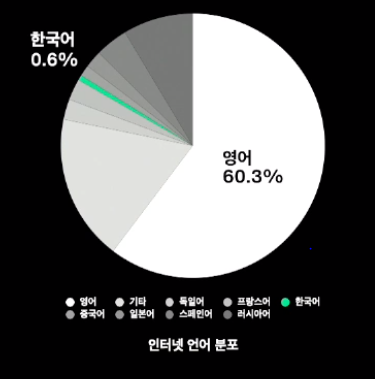 한국어
0.6%
영어
60.3%
영어 기타 독일어 프랑스어 한국어
중국어 일본어 스페인어 러시아어
인터넷 언어 분포